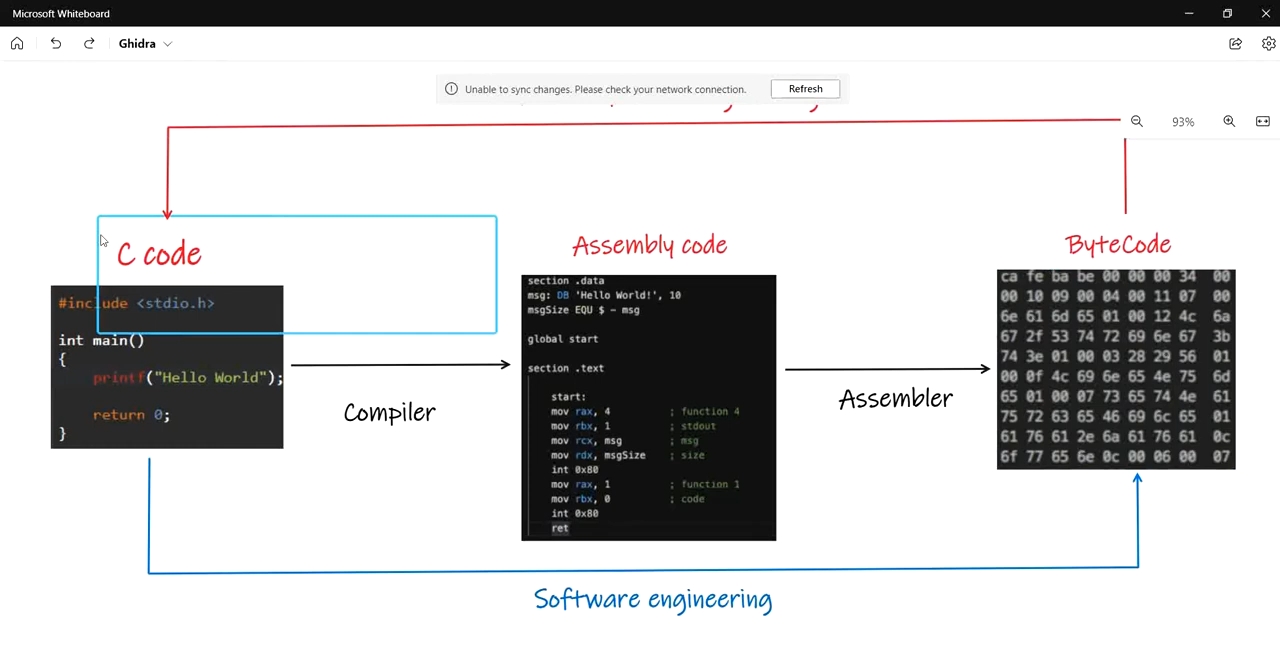 Microsoft Whiteboard
Ghidra
Unable to sync changes. Please check your network connection.
Refresh
93%
C code
#include <stdio.h>
int main()
{
printf("Hello World");
return 0;
}
Compiler
Assembly code
section .data
msg: DB 'Hello World!', 10
msgSize EQU $ - msg
global start
section .text
start:
mov rax, 4 ; function 4
mov rbx, 1 ; stdout
mov rcx, msg ; msg
mov rdx, msgSize ; size
int 0x80
mov rax, 1 ; function 1
mov rbx, 0 ; code
int 0x80
ret
Assembler
ByteCode
ca fe ba be 00 00 00 34 00
00 10 09 00 04 00 11 07 00
6e 61 6d 65 01 00 12 4c 6a
67 2f 53 74 72 69 6e 67 3b
74 3e 01 00 03 28 29 56 01
00 0f 4c 69 6e 65 4e 75 6d
65 01 00 07 73 65 74 4e 61
75 72 63 65 46 69 6c 65 01
61 76 61 2e 6a 61 76 61 0c
6f 77 65 6e 0c 00 06 00 07
Software engineering